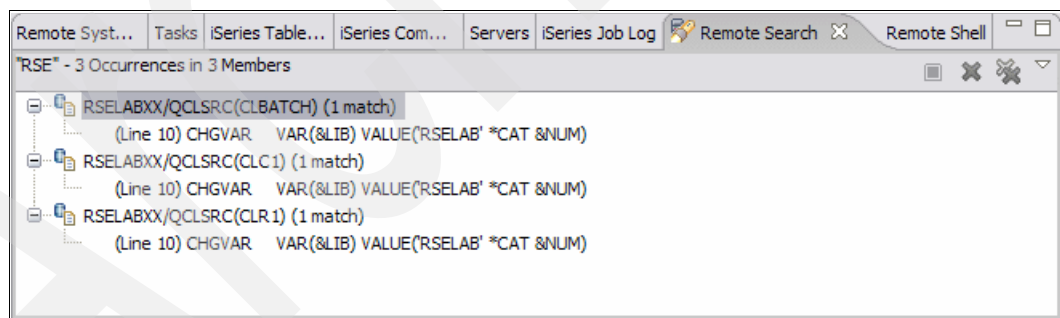 Remote Syst... Tasks iSeries Table... iSeries Com... Servers iSeries Job Log Remote Search Remote Shell
"RSE" - 3 Occurrences in 3 Members
RSELABXX/QCLSRC(CLBATCH) (1 match)
(Line 10) CHGVAR VAR(&LIB) VALUE('RSELAB' *CAT &NUM)
RSELABXX/QCLSRC(CLC1) (1 match)
(Line 10) CHGVAR VAR(&LIB) VALUE('RSELAB' *CAT &NUM)
RSELABXX/QCLSRC(CLR1) (1 match)
(Line 10) CHGVAR VAR(&LIB) VALUE('RSELAB' *CAT &NUM)